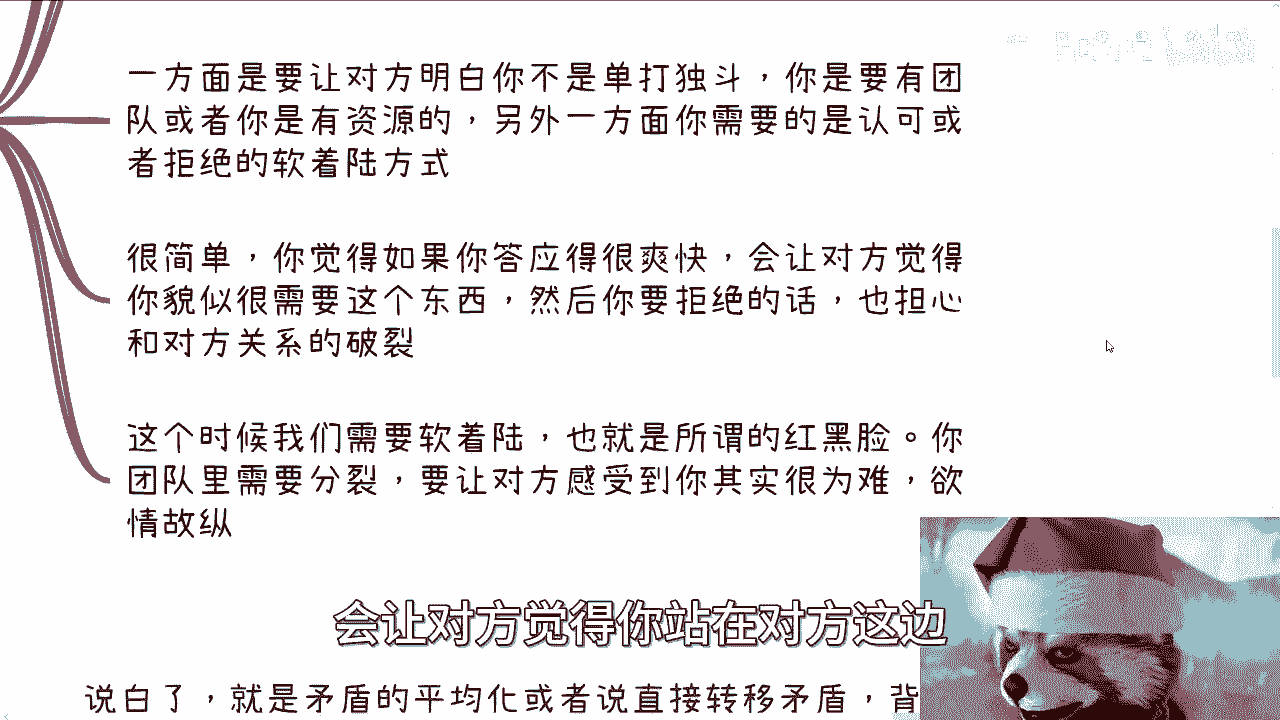 一方面是要让对方明白你不是单打独斗，你是要有团
队或者你是有资源的，另外一方面你需要的是认可或
者拒绝的软着陆方式
很简单，你觉得如果你答应得很爽快，会让对方觉得
你貌似很需要这个东西，然后你要拒绝的话，也担心
和对方关系的破裂
这个时候我们需要软着陆，也就是所谓的红黑脸。你
团队里需要分裂，要让对方感受到你其实很为难，欲
情故纵
会让对方觉得你站在对方这边
说白了，就是矛盾的平均化或者说直接转移矛盾，背